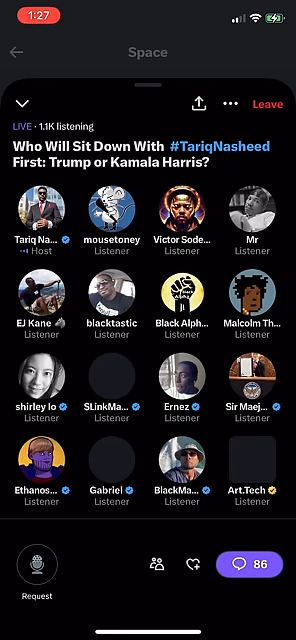 1:27
Space
Leave
LIVE · 1.1K listening
Who Will Sit Down With #TariqNasheed
First: Trump or Kamala Harris?
Tariq Na... mousetoney Victor Sode... Mr
Host Listener Listener Listener
EJ Kane blacktastic Black Alph... Malcolm Th...
Listener Listener Listener Listener
shirley lo SLinkMa... Ernez Sir Maej...
Listener Listener Listener Listener
Ethanos... Gabriel BlackMa... Art.Tech
Listener Listener Listener Listener
86
Request